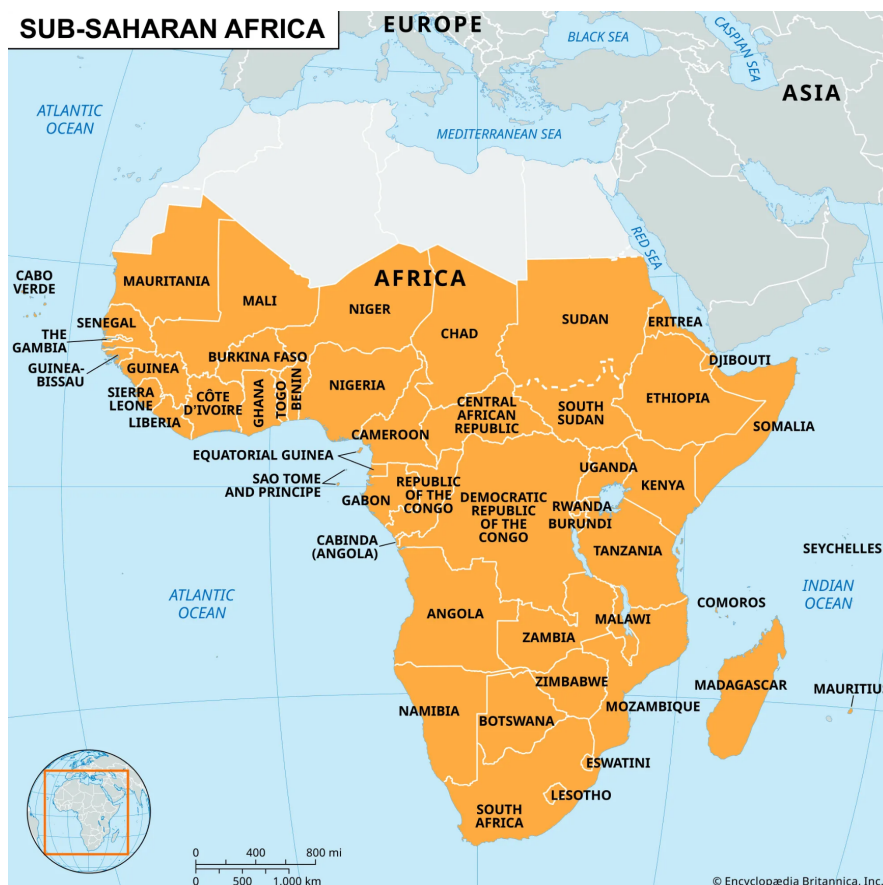 SUB-SAHARAN AFRICA
EUROPE
BLACK SEA
CASPIAN SEA
ASIA
ATLANTIC
OCEAN
MEDITERRANEAN SEA
RED SEA
CABO
VERDE
MAURITANIA
MALI
AFRICA
NIGER
CHAD
SUDAN
ERITREA
SENEGAL
THE
GAMBIA
GUINEA-
BISSAU
GUINEA
BURKINA FASO
DJIBOUTI
SIERRA
LEONE
LIBERIA
CÔTE
D'IVOIRE
GHANA
TOGO
BENIN
NIGERIA
CENTRAL
AFRICAN
REPUBLIC
SOUTH
SUDAN
ETHIOPIA
SOMALIA
CAMEROON
EQUATORIAL GUINEA
SAO TOME
AND PRINCIPE
GABON
REPUBLIC
OF THE
CONGO
DEMOCRATIC
REPUBLIC
OF THE
CONGO
UGANDA
KENYA
RWANDA
BURUNDI
CABINDA
(ANGOLA)
TANZANIA
SEYCHELLES
ATLANTIC
OCEAN
INDIAN
OCEAN
COMOROS
ANGOLA
MALAWI
ZAMBIA
ZIMBABWE
MADAGASCAR
MAURITIUS
NAMIBIA
BOTSWANA
MOZAMBIQUE
ESWATINI
LESOTHO
SOUTH
AFRICA
0 400 800 mi
0 500 1,000 km
© Encyclopædia Britannica, Inc.